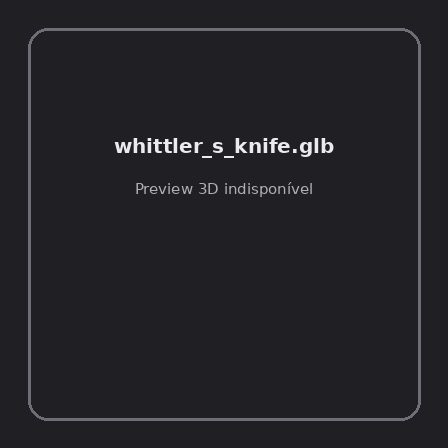 whittler_s_knife.glb
Preview 3D indisponível